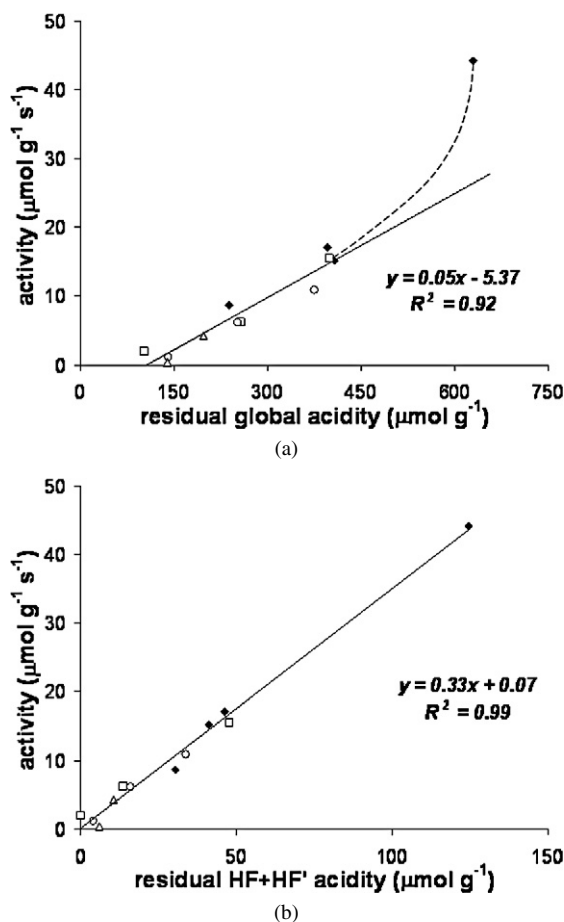 50
40
30
20
10
0
activity (μmol g⁻¹ s⁻¹)
y = 0.05x - 5.37
R² = 0.92
0 150 300 450 600 750
residual global acidity (μmol g⁻¹)
(a)
50
40
30
20
10
0
activity (μmol g⁻¹ s⁻¹)
y = 0.33x + 0.07
R² = 0.99
0 50 100 150
residual HF+HF' acidity (μmol g⁻¹)
(b)